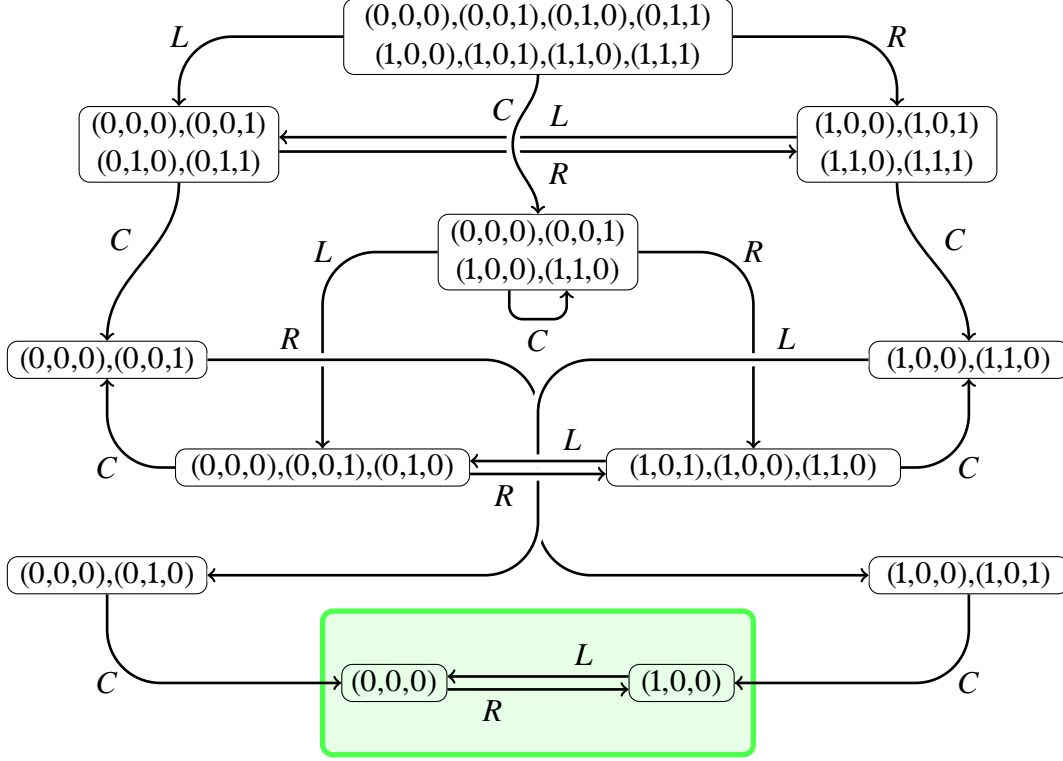 (0,0,0),(0,0,1),(0,1,0),(0,1,1)
(1,0,0),(1,0,1),(1,1,0),(1,1,1)
L
R
C
L
(0,0,0),(0,0,1)
(0,1,0),(0,1,1)
(1,0,0),(1,0,1)
(1,1,0),(1,1,1)
R
C
C
(0,0,0),(0,0,1)
(1,0,0),(1,1,0)
L
R
C
R
L
(0,0,0),(0,0,1)
(1,0,0),(1,1,0)
L
C
(0,0,0),(0,0,1),(0,1,0)
(1,0,1),(1,0,0),(1,1,0)
C
R
(0,0,0),(0,1,0)
(1,0,0),(1,0,1)
L
C
(0,0,0)
(1,0,0)
C
R